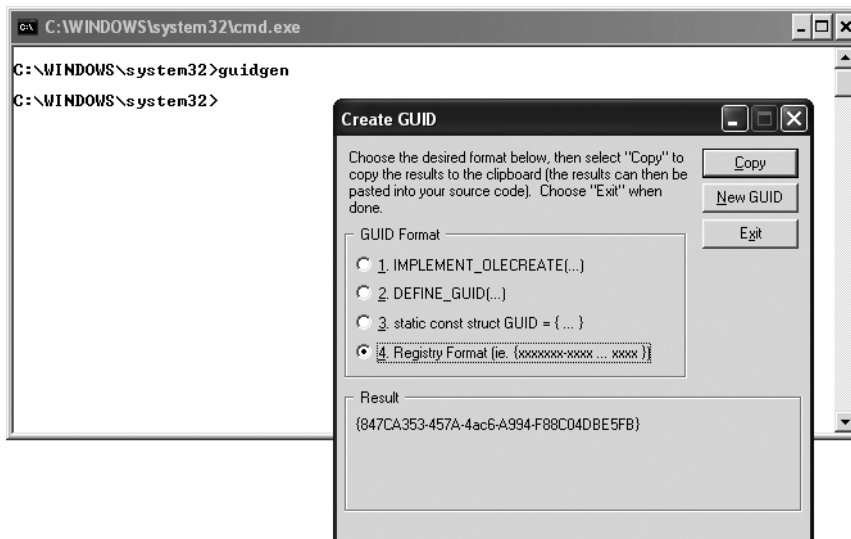 C:\WINDOWS\system32\cmd.exe
C:\WINDOWS\system32>guidgen
C:\WINDOWS\system32>
Create GUID
Choose the desired format below, then select "Copy" to
copy the results to the clipboard (the results can then be
pasted into your source code). Choose "Exit" when
done.
Copy
New GUID
Exit
GUID Format
1. IMPLEMENT_OLECREATE(...)
2. DEFINE_GUID(...)
3. static const struct GUID = { ... }
4. Registry Format (ie. {xxxxxxx-xxxx ... xxxx })
Result
{847CA353-457A-4ac6-A994-F88C04DBE5FB}